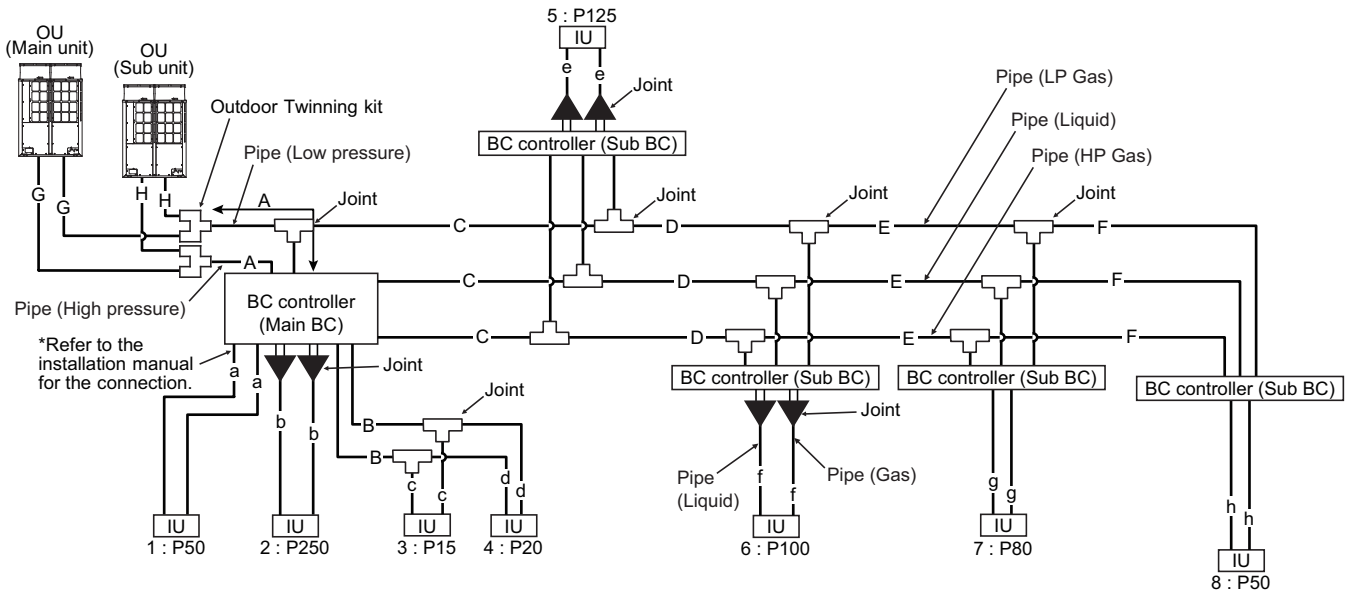 5 : P125
IU
e
e
Joint
BC controller (Sub BC)
OU
(Main unit)
OU
(Sub unit)
Outdoor Twinning kit
Pipe (Low pressure)
G
G
H
H
A
Joint
A
Pipe (High pressure)
*Refer to the
installation manual
for the connection.
BC controller
(Main BC)
Pipe (LP Gas)
Pipe (Liquid)
Pipe (HP Gas)
C
Joint
D
Joint
E
Joint
F
C
D
E
F
C
D
E
F
BC controller (Sub BC)
BC controller (Sub BC)
BC controller (Sub BC)
a
a
b
b
Joint
B
B
Joint
c
c
d
d
Joint
Pipe
(Liquid)
f
f
Pipe (Gas)
g
g
h
h
IU
1 : P50
IU
2 : P250
IU
3 : P15
IU
4 : P20
IU
6 : P100
IU
7 : P80
IU
8 : P50